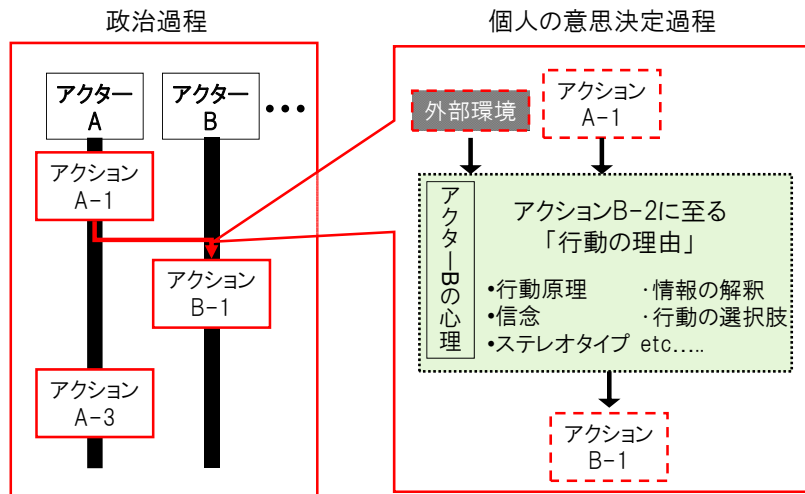 政治過程
アクター
A
アクター
B
•••
アクション
A-1
アクション
B-1
アクション
A-3
個人の意思決定過程
外部環境
アクション
A-1
アクターBの心理
アクションB-2に至る
「行動の理由」
•行動原理 ・情報の解釈
•信念 ・行動の選択肢
•ステレオタイプ etc.….
アクション
B-1